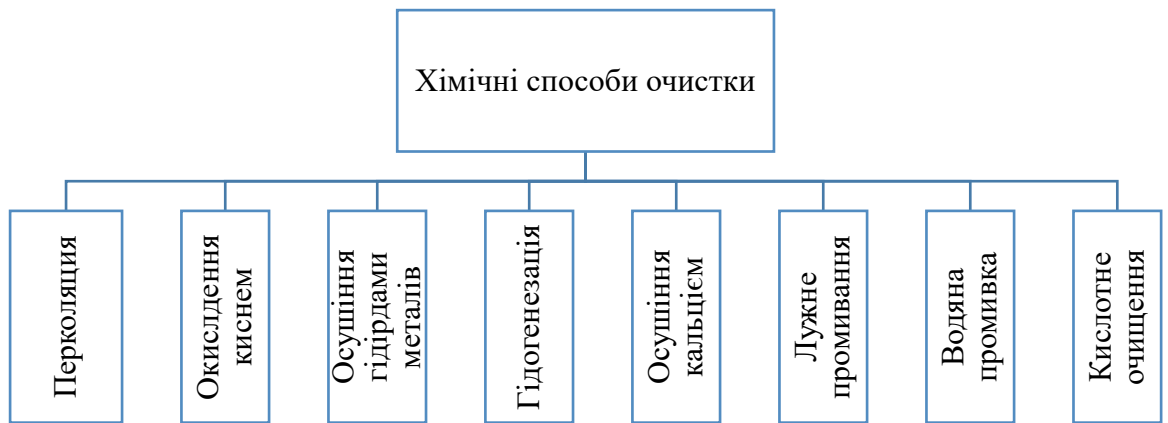 Хімічні способи очистки
Перколяция
Окислдення
киснем
Осушіння
гідірдами
металів
Гідогенезація
Осушіння
кальцієм
Лужне
промивання
Водяна
промивка
Кислотне
очищення